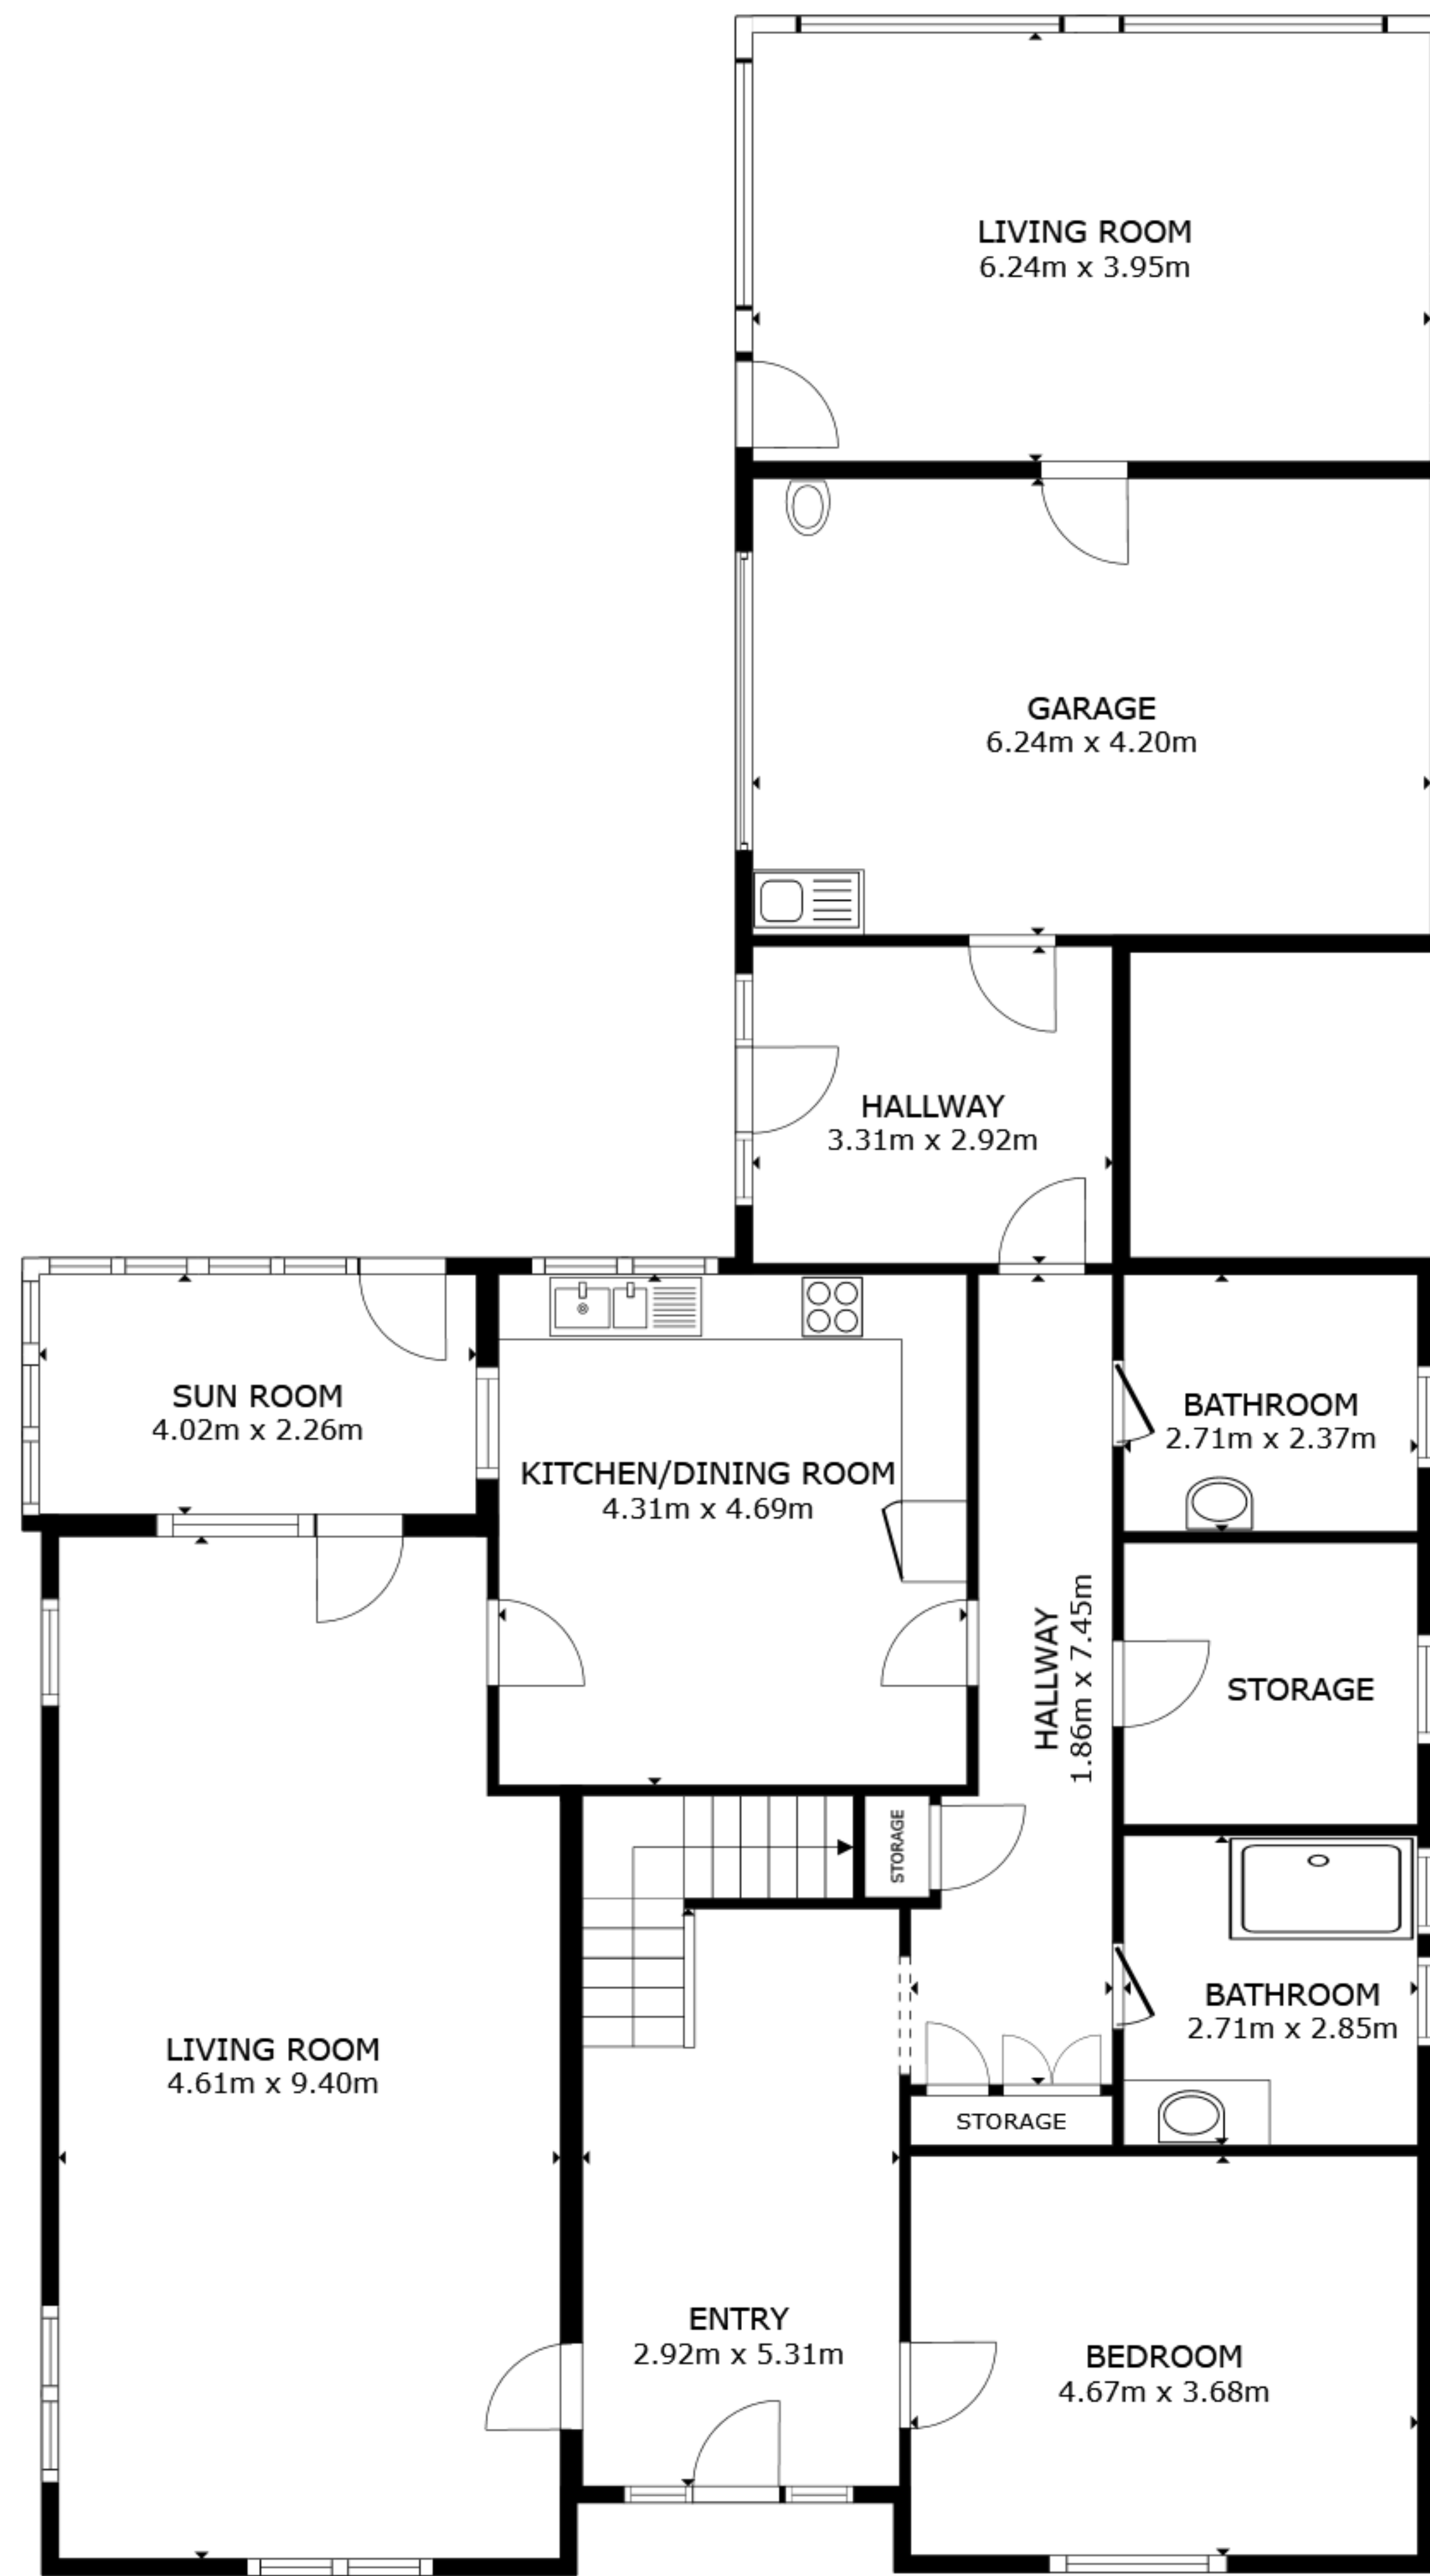 LIVING ROOM
6.24m x 3.95m
GARAGE
6.24m x 4.20m
HALLWAY
3.31m x 2.92m
SUN ROOM
4.02m x 2.26m
KITCHEN/DINING ROOM
4.31m x 4.69m
BATHROOM
2.71m x 2.37m
HALLWAY
1.86m x 7.45m
STORAGE
STORAGE
LIVING ROOM
4.61m x 9.40m
BATHROOM
2.71m x 2.85m
STORAGE
ENTRY
2.92m x 5.31m
BEDROOM
4.67m x 3.68m